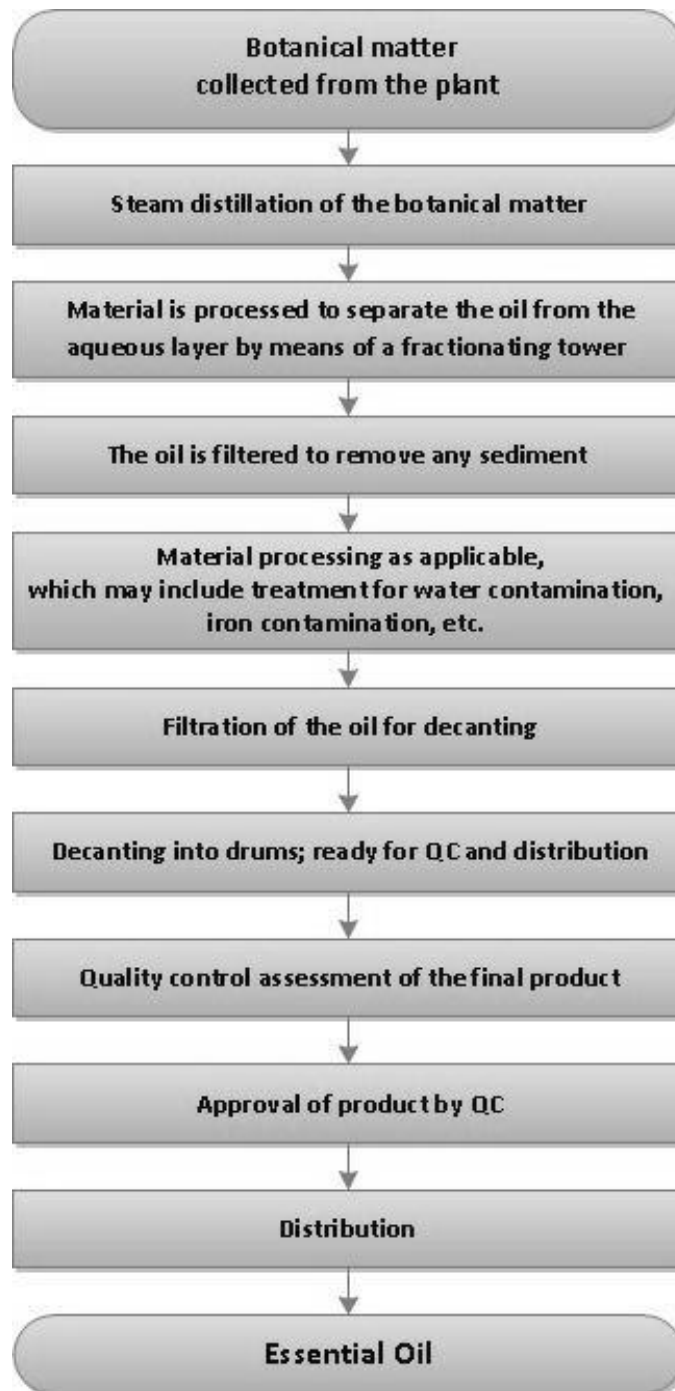 Botanical matter
collected from the plant
Steam distillation of the botanical matter
Material is processed to separate the oil from the
aqueous layer by means of a fractionating tower
The oil is filtered to remove any sediment
Material processing as applicable,
which may include treatment for water contamination,
iron contamination, etc.
Filtration of the oil for decanting
Decanting into drums; ready for QC and distribution
Quality control assessment of the final product
Approval of product by QC
Distribution
Essential Oil